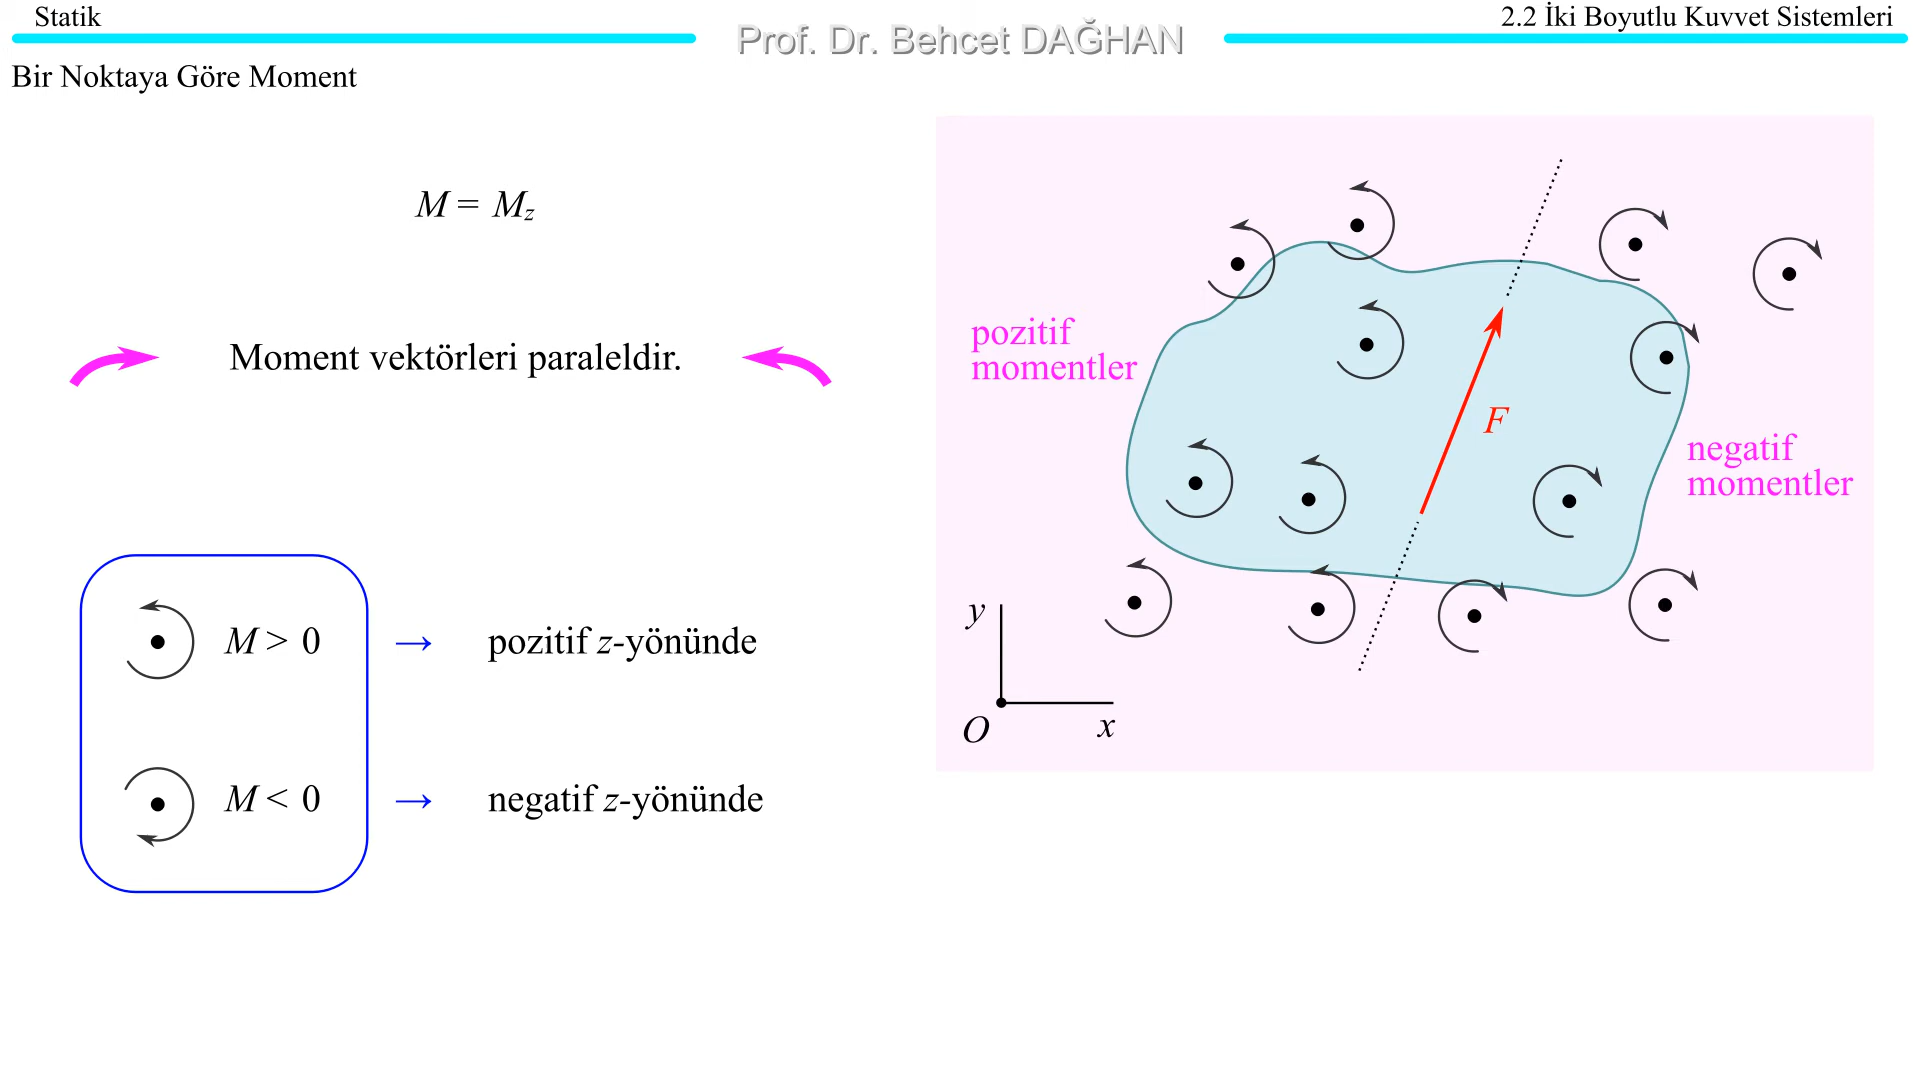 Statik
Prof. Dr. Behcet DAĞHAN
2.2 İki Boyutlu Kuvvet Sistemleri
Bir Noktaya Göre Moment
M = Mz
Moment vektörleri paraleldir.
M > 0 → pozitif z-yönünde
M < 0 → negatif z-yönünde
pozitif
momentler
F
negatif
momentler
y
O
x